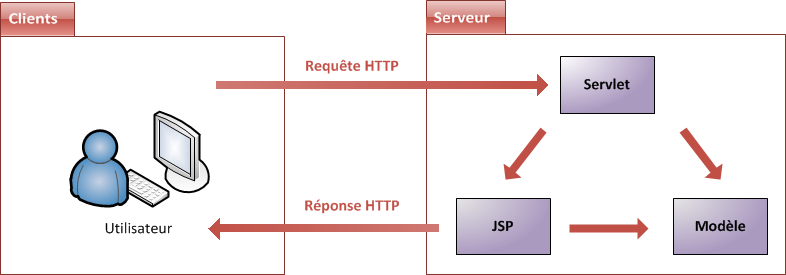 Clients
Serveur
Requête HTTP
Servlet
Réponse HTTP
JSP
Modèle
Utilisateur